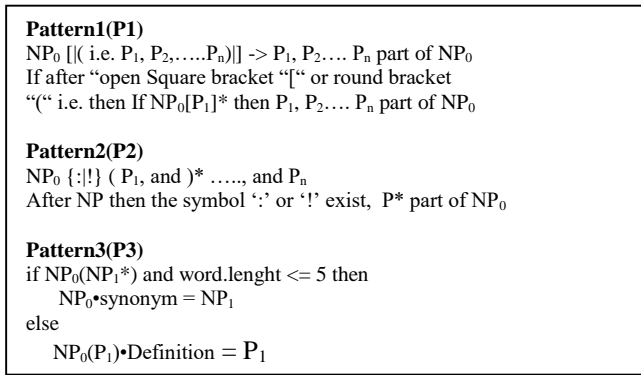 Pattern1(P1)
NP₀ [|( i.e. P₁, P₂,…..Pₙ)|] -> P₁, P₂…. Pₙ part of NP₀
If after “open Square bracket “[“ or round bracket
“(“ i.e. then If NP₀[P₁]* then P₁, P₂…. Pₙ part of NP₀
Pattern2(P2)
NP₀ {:|!} ( P₁, and )* ….., and Pₙ
After NP then the symbol ‘:’ or ‘!’ exist, P* part of NP₀
Pattern3(P3)
if NP₀(NP₁*) and word.lenght <= 5 then
NP₀•synonym = NP₁
else
NP₀(P₁)•Definition = P₁